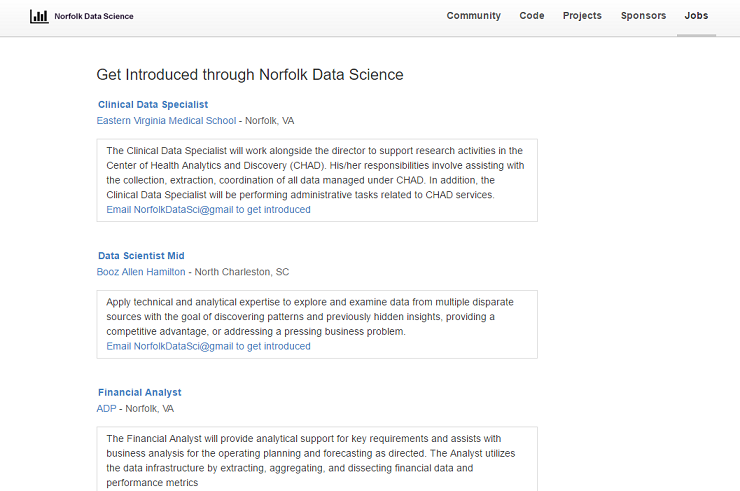 Norfolk Data Science
Community Code Projects Sponsors Jobs
Get Introduced through Norfolk Data Science
Clinical Data Specialist
Eastern Virginia Medical School - Norfolk, VA
The Clinical Data Specialist will work alongside the director to support research activities in the
Center of Health Analytics and Discovery (CHAD). His/her responsibilities involve assisting with
the collection, extraction, coordination of all data managed under CHAD. In addition, the
Clinical Data Specialist will be performing administrative tasks related to CHAD services.
Email NorfolkDataSci@gmail to get introduced
Data Scientist Mid
Booz Allen Hamilton - North Charleston, SC
Apply technical and analytical expertise to explore and examine data from multiple disparate
sources with the goal of discovering patterns and previously hidden insights, providing a
competitive advantage, or addressing a pressing business problem.
Email NorfolkDataSci@gmail to get introduced
Financial Analyst
ADP - Norfolk, VA
The Financial Analyst will provide analytical support for key requirements and assists with
business analysis for the operating planning and forecasting as directed. The Analyst utilizes
the data infrastructure by extracting, aggregating, and dissecting financial data and
performance metrics